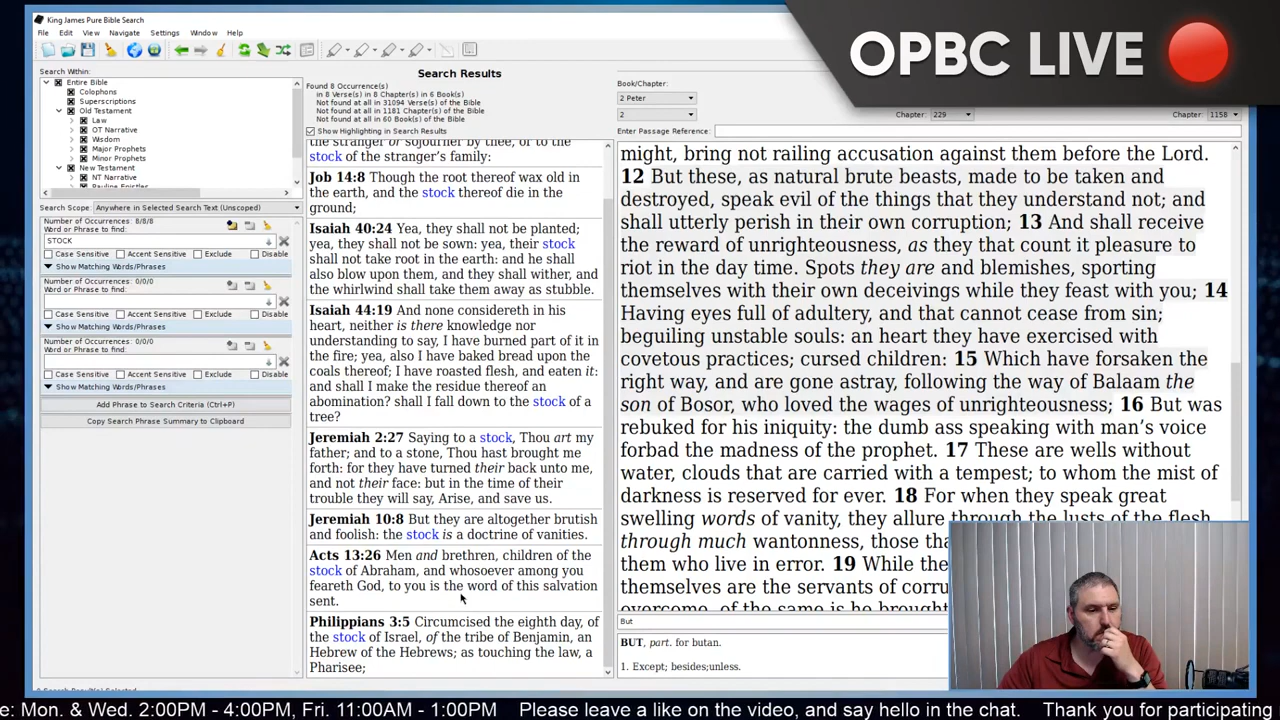 King James Pure Bible Search
OPBC LIVE
File Edit View Navigate Settings Window Help
Search Within:
Entire Bible
Colophons
Superscriptions
Old Testament
Law
OT Narrative
Wisdom
Major Prophets
Minor Prophets
New Testament
NT Narrative
Pauline Epistles
Search Scope: Anywhere in Selected Search Text (Unscoped)
Number of Occurrences: 8/8/8
Word or Phrase to find:
STOCK
Case Sensitive Accent Sensitive Exclude Disable
Show Matching Words/Phrases
Number of Occurrences: 0/0/0
Word or Phrase to find:
Case Sensitive Accent Sensitive Exclude Disable
Show Matching Words/Phrases
Number of Occurrences: 0/0/0
Word or Phrase to find:
Case Sensitive Accent Sensitive Exclude Disable
Show Matching Words/Phrases
Add Phrase to Search Criteria (Ctrl+P)
Copy Search Phrase Summary to Clipboard
Search Results
Found 8 Occurrence(s)
in 8 Verse(s) in 8 Chapter(s) in 6 Book(s)
Not found at all in 31094 Verse(s) of the Bible
Not found at all in 1181 Chapter(s) of the Bible
Not found at all in 60 Book(s) of the Bible
Show Highlighting in Search Results
the stranger or sojourner by thee, or to the
stock of the stranger's family:
Job 14:8 Though the root thereof wax old in
the earth, and the stock thereof die in the
ground;
Isaiah 40:24 Yea, they shall not be planted;
yea, they shall not be sown: yea, their stock
shall not take root in the earth: and he shall
also blow upon them, and they shall wither, and
the whirlwind shall take them away as stubble.
Isaiah 44:19 And none considereth in his
heart, neither is there knowledge nor
understanding to say, I have burned part of it in
the fire; yea, also I have baked bread upon the
coals thereof; I have roasted flesh, and eaten it:
and shall I make the residue thereof an
abomination? shall I fall down to the stock of a
tree?
Jeremiah 2:27 Saying to a stock, Thou art my
father; and to a stone, Thou hast brought me
forth: for they have turned their back unto me,
and not their face: but in the time of their
trouble they will say, Arise, and save us.
Jeremiah 10:8 But they are altogether brutish
and foolish: the stock is a doctrine of vanities.
Acts 13:26 Men and brethren, children of the
stock of Abraham, and whosoever among you
feareth God, to you is the word of this salvation
sent.
Philippians 3:5 Circumcised the eighth day, of
the stock of Israel, of the tribe of Benjamin, an
Hebrew of the Hebrews; as touching the law, a
Pharisee;
Book/Chapter:
2 Peter
2
Chapter: 229
Chapter: 1158
Enter Passage Reference:
might, bring not railing accusation against them before the Lord.
12 But these, as natural brute beasts, made to be taken and
destroyed, speak evil of the things that they understand not; and
shall utterly perish in their own corruption; 13 And shall receive
the reward of unrighteousness, as they that count it pleasure to
riot in the day time. Spots they are and blemishes, sporting
themselves with their own deceivings while they feast with you; 14
Having eyes full of adultery, and that cannot cease from sin;
beguiling unstable souls: an heart they have exercised with
covetous practices; cursed children: 15 Which have forsaken the
right way, and are gone astray, following the way of Balaam the
son of Bosor, who loved the wages of unrighteousness; 16 But was
rebuked for his iniquity: the dumb ass speaking with man's voice
forbad the madness of the prophet. 17 These are wells without
water, clouds that are carried with a tempest; to whom the mist of
darkness is reserved for ever. 18 For when they speak great
swelling words of vanity, they allure through the lusts of the flesh,
through much wantonness, those tha
them who live in error. 19 While the
themselves are the servants of corru
overcome, of the same is he brought
But
BUT, part. for butan.
1. Except; besides;unless.
e: Mon. & Wed. 2:00PM - 4:00PM, Fri. 11:00AM - 1:00PM Please leave a like on the video, and say hello in the chat. Thank you for participating